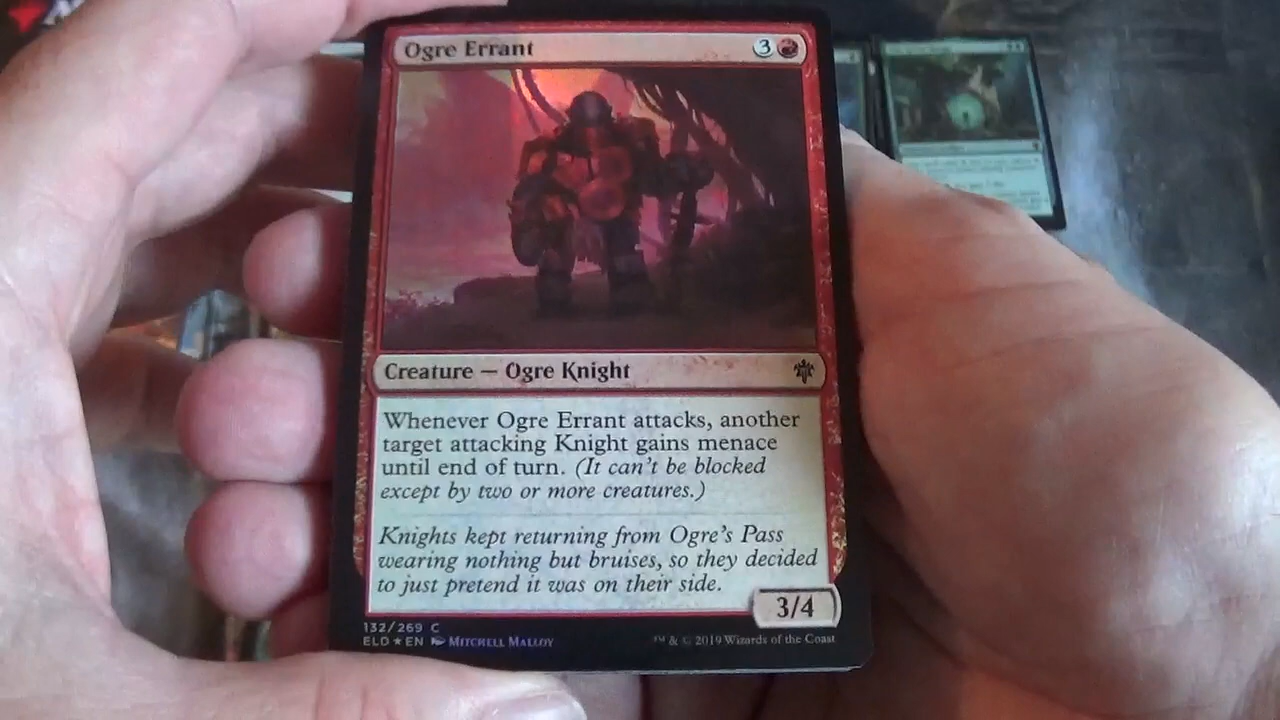 Ogre Errant 3
Creature — Ogre Knight
Whenever Ogre Errant attacks, another
target attacking Knight gains menace
until end of turn. (It can't be blocked
except by two or more creatures.)
Knights kept returning from Ogre's Pass
wearing nothing but bruises, so they decided
to just pretend it was on their side.
3/4
132/269 C
ELD ★ EN Mitchell Malloy
™ & © 2019 Wizards of the Coast